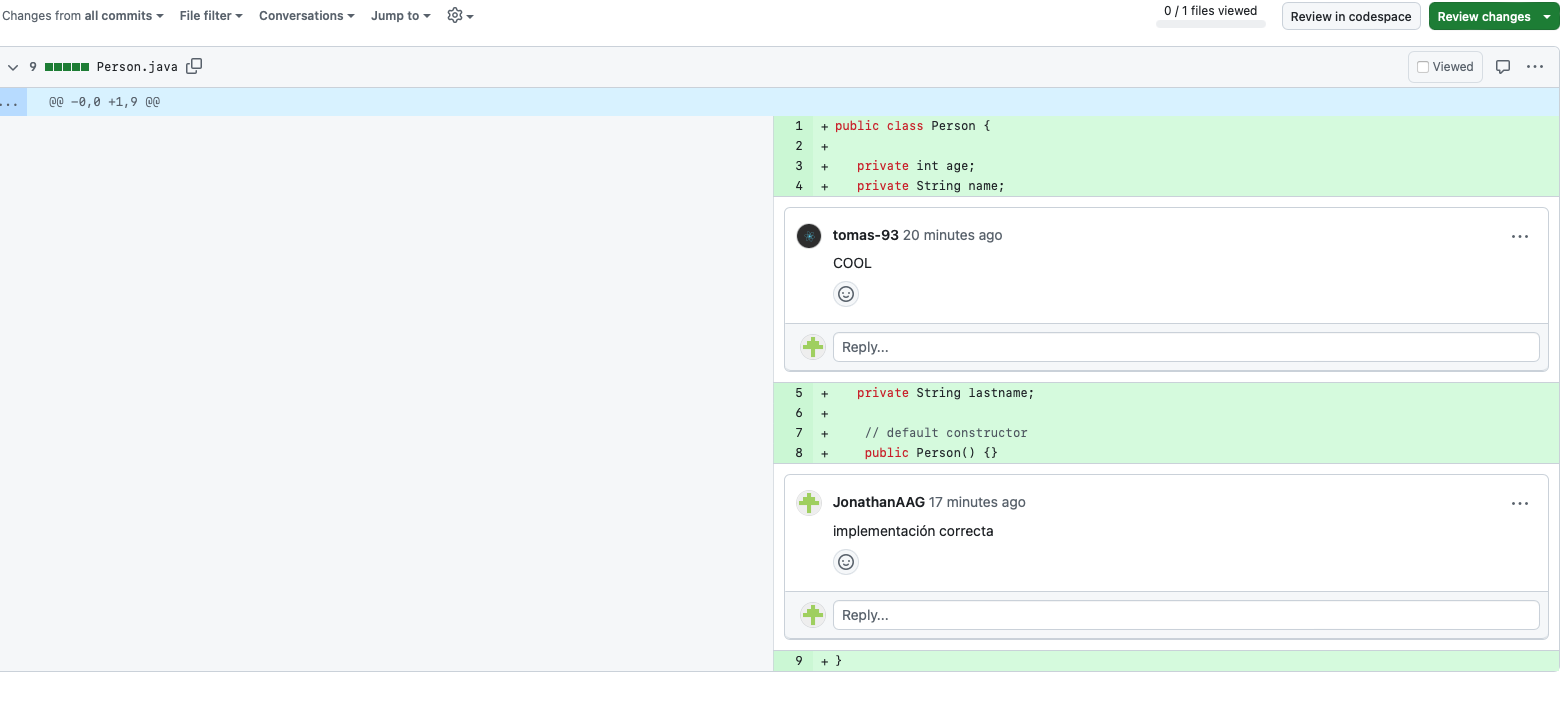 Changes from all commits File filter Conversations Jump to
0 / 1 files viewed
Review in codespace
Review changes
9 Person.java
Viewed
...
... @@ -0,0 +1,9 @@
1 + public class Person {
2 +
3 + private int age;
4 + private String name;
tomas-93 20 minutes ago
...
COOL
Reply...
5 + private String lastname;
6 +
7 + // default constructor
8 + public Person() {}
JonathanAAG 17 minutes ago
...
implementación correcta
Reply...
9 + }